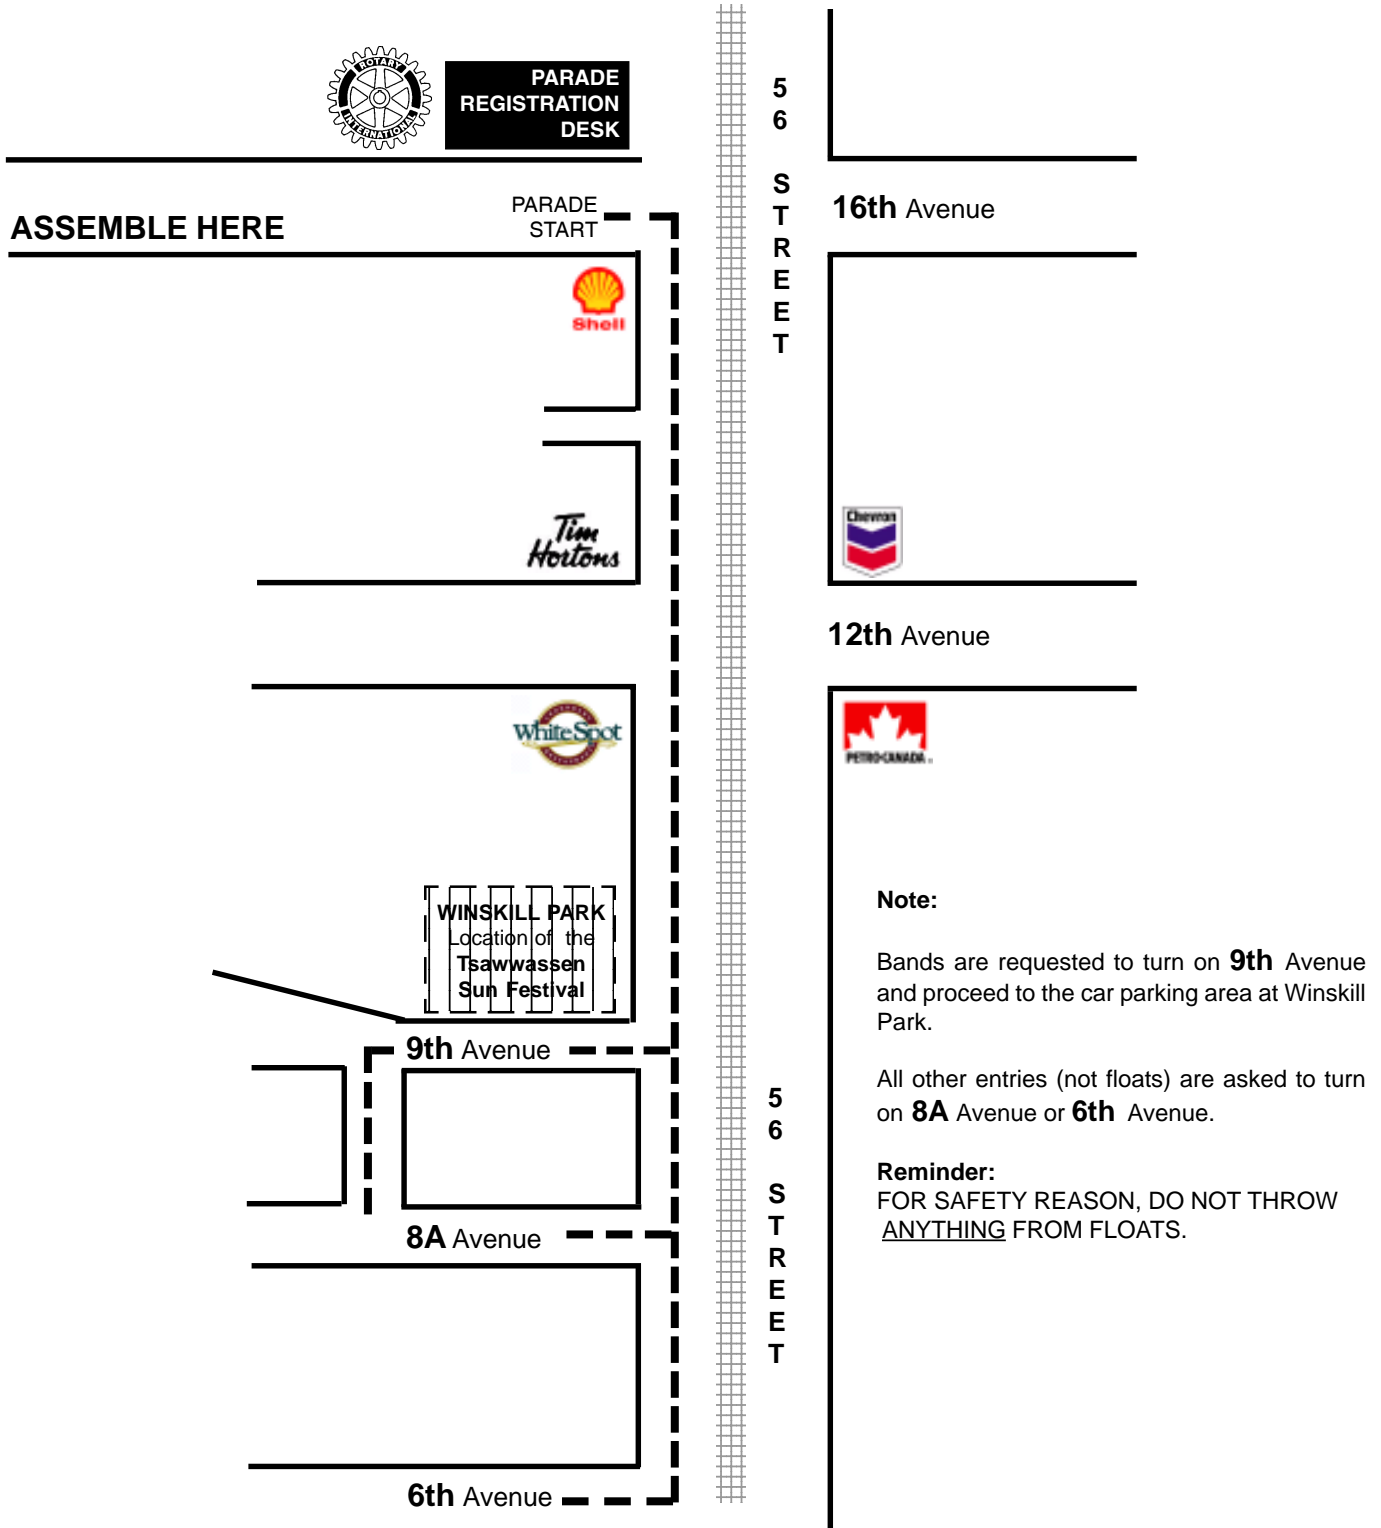 ROTARY
INTERNATIONAL
PARADE
REGISTRATION
DESK
56 STREET
16th Avenue
PARADE
START
ASSEMBLE HERE
Shell
Tim
Hortons
Chevron
12th Avenue
White Spot
PETRO-CANADA
WINSKILL PARK
Location of the
Tsawwassen
Sun Festival
Note:
Bands are requested to turn on 9th Avenue
and proceed to the car parking area at Winskill
Park.
All other entries (not floats) are asked to turn
on 8A Avenue or 6th Avenue.
Reminder:
FOR SAFETY REASON, DO NOT THROW
ANYTHING FROM FLOATS.
9th Avenue
56 STREET
8A Avenue
6th Avenue